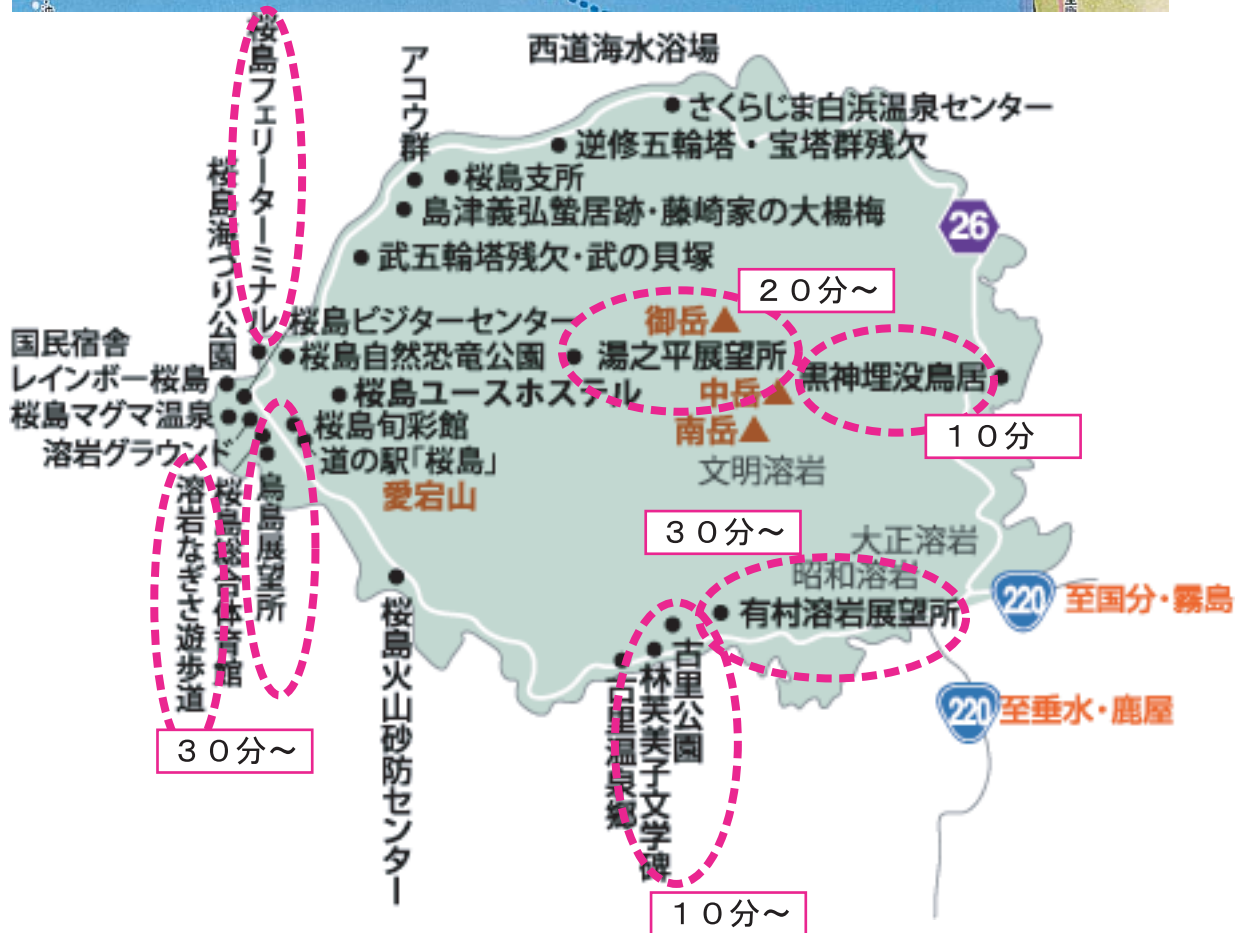 桜島フェリーターミナル
アコウ群
西道海水浴場
さくらじま白浜温泉センター
逆修五輪塔・宝塔群残欠
桜島支所
島津義弘蟄居跡・藤崎家の大楊梅
武五輪塔残欠・武の貝塚
26
桜島海づり公園
２０分～
御岳▲
桜島ビジターセンター
国民宿舎
レインボー桜島
桜島自然恐竜公園
湯之平展望所
黒神埋没鳥居
桜島ユースホステル
中岳▲
桜島マグマ温泉
桜島旬彩館
南岳▲
１０分
溶岩グラウンド
道の駅「桜島」
文明溶岩
愛宕山
溶岩なぎさ遊歩道
桜島総合体育館
烏島展望所
３０分～
大正溶岩
昭和溶岩
有村溶岩展望所
220
至国分・霧島
桜島火山砂防センター
古里公園
林芙美子文学碑
古里温泉郷
220
至垂水・鹿屋
３０分～
１０分～